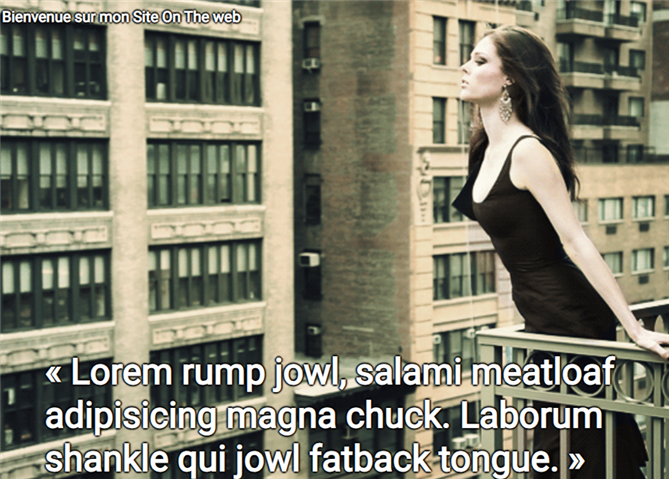 Bienvenue sur mon Site On The web
« Lorem rump jowl, salami meatloaf
adipisicing magna chuck. Laborum
shankle qui jowl fatback tongue. »